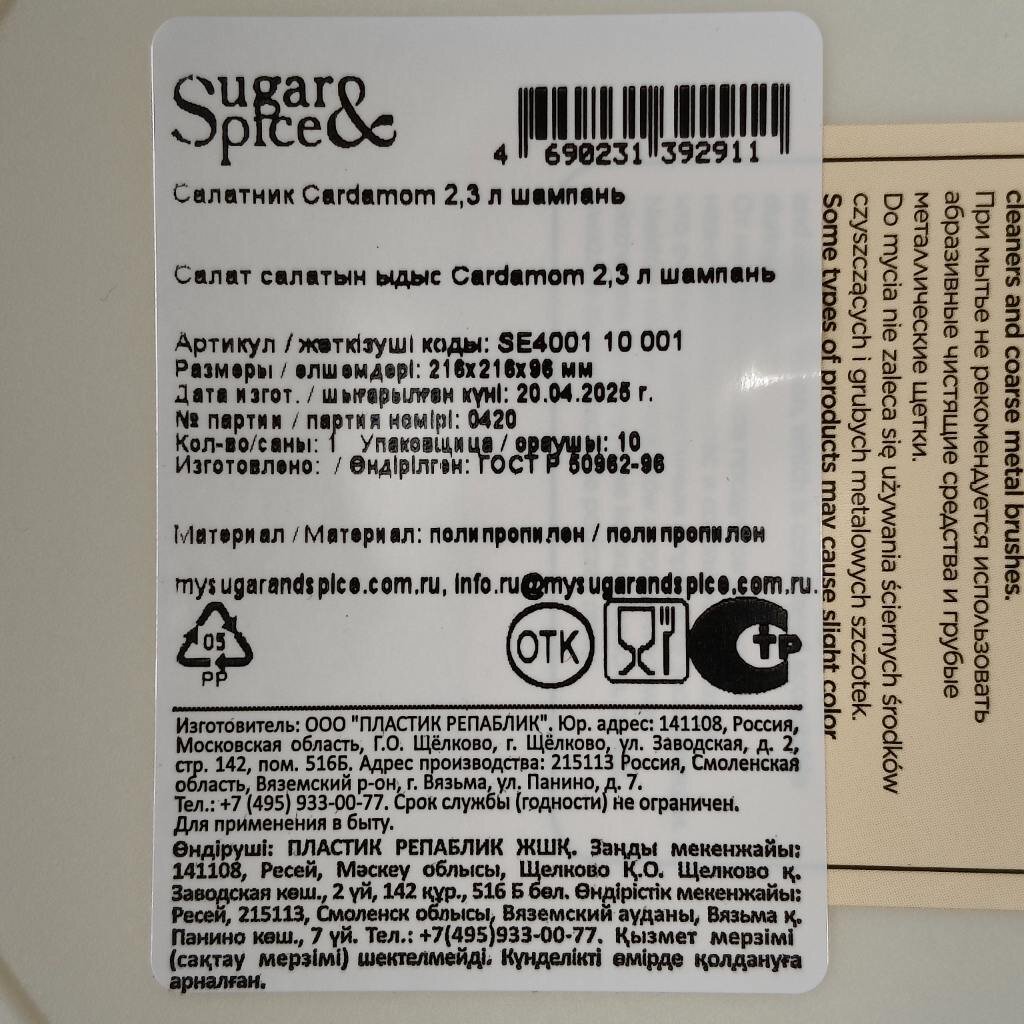 Sugar &
Spice
4 690231 392911
Салатник Cardamom 2,3 л шампань
Салат салатын ыдыс Cardamom 2,3 л шампань
Артикул / жеткізуші коды: SE4001 10 001
Размеры / өлшемдері: 216x216x96 мм
Дата изгот. / шығарылған күні: 20.04.2025 г.
№ партии / партия нөмірі: 0420
Кол-во/саны: 1 Упаковщица / ораушы: 10
Изготовлено: / Өндірілген: ГОСТ Р 50962-96
Материал / Материал: полипропилен / полипропилен
mysugarandspice.com.ru, info.ru@mysugarandspice.com.ru.
05
PP
ОТК
тр
Изготовитель: ООО "ПЛАСТИК РЕПАБЛИК". Юр. адрес: 141108, Россия,
Московская область, Г.О. Щёлково, г. Щёлково, ул. Заводская, д. 2,
стр. 142, пом. 516Б. Адрес производства: 215113 Россия, Смоленская
область, Вяземский р-он, г. Вязьма, ул. Панино, д. 7.
Тел.: +7 (495) 933-00-77. Срок службы (годности) не ограничен.
Для применения в быту.
Өндіруші: ПЛАСТИК РЕПАБЛИК ЖШҚ. Заңды мекенжайы:
141108, Ресей, Мәскеу облысы, Щелково Қ.О. Щелково қ.
Заводская көш., 2 үй, 142 құр., 516 Б бөл. Өндірістік мекенжайы:
Ресей, 215113, Смоленск облысы, Вяземский ауданы, Вязьма қ.
Панино көш., 7 үй. Тел.: +7(495)933-00-77. Қызмет мерзімі
(сақтау мерзімі) шектелмейді. Күнделікті өмірде қолдануға
арналған.
cleaners and coarse metal brushes.
При мытье не рекомендуется использовать
абразивные чистящие средства и грубые
металлические щетки.
Do mycia nie zaleca się używania ściernych środków
czyszczących i grubych metalowych szczotek.
Some types of products may cause slight color